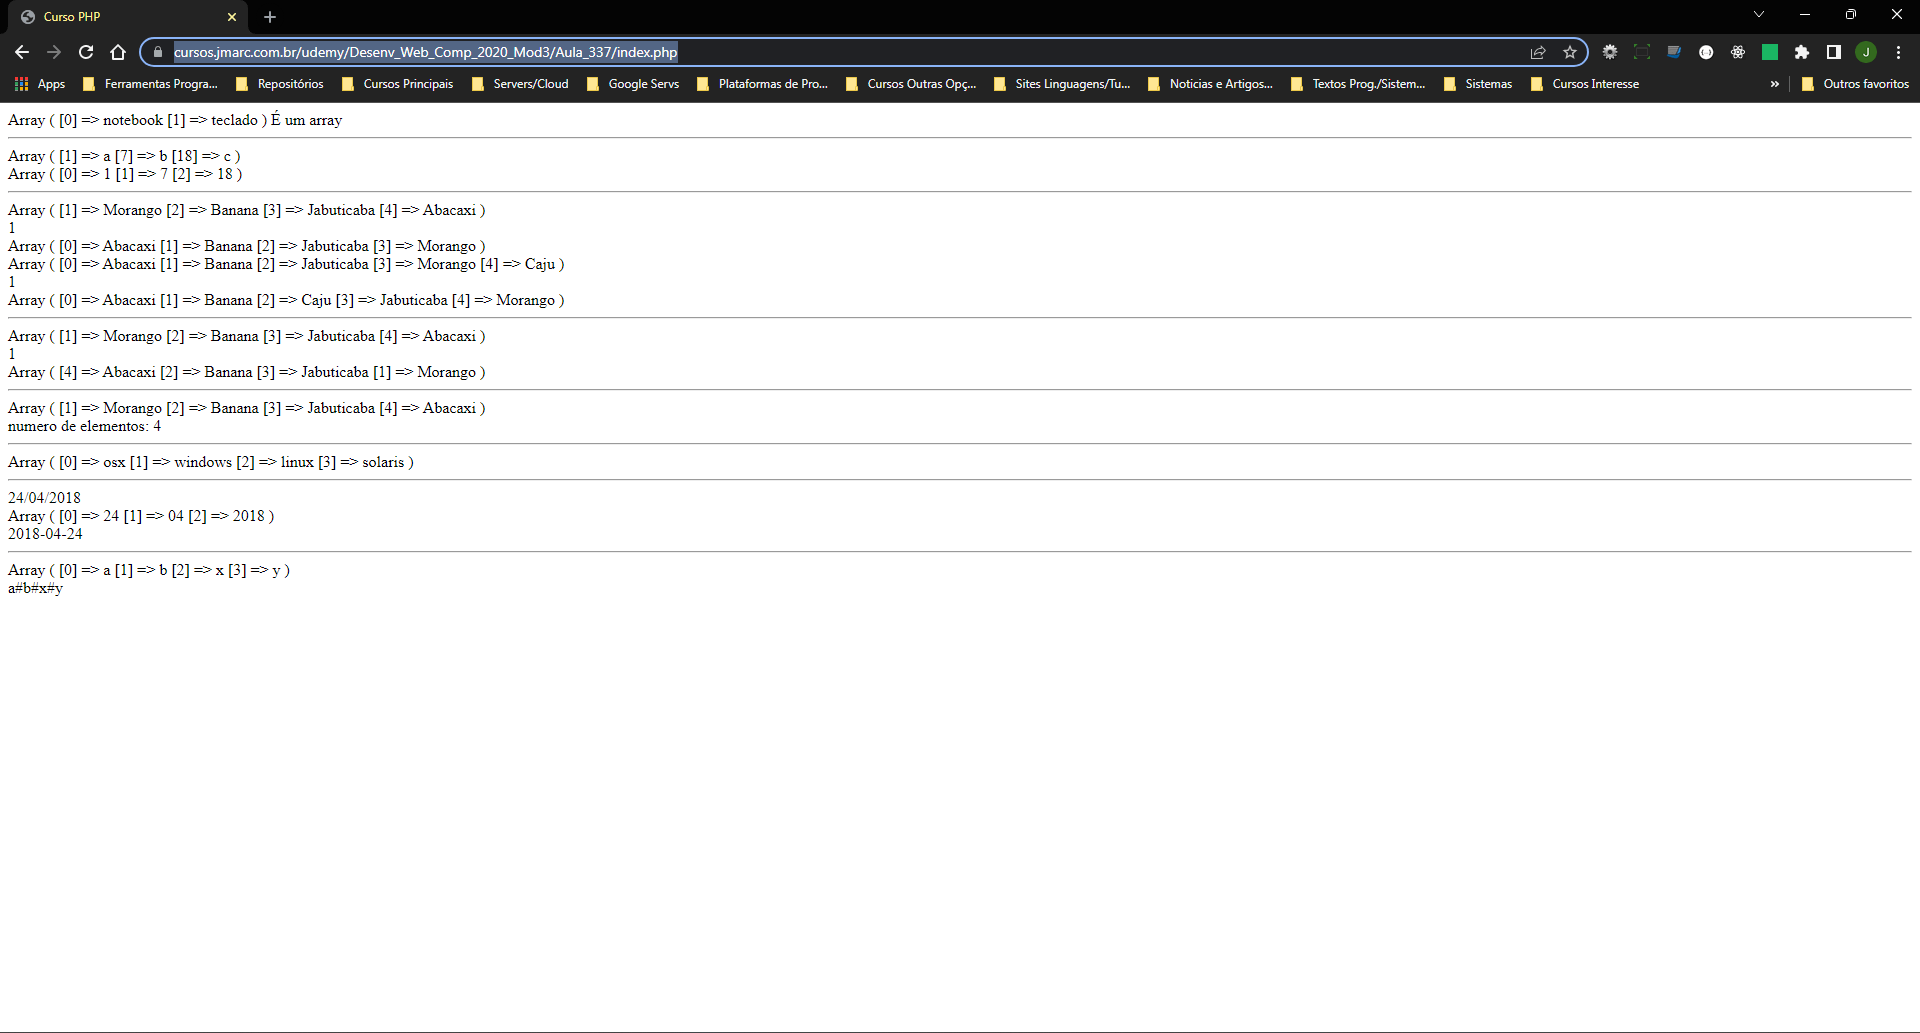 Curso PHP
cursos.jmarc.com.br/udemy/Desenv_Web_Comp_2020_Mod3/Aula_337/index.php
J
Apps Ferramentas Progra... Repositórios Cursos Principais Servers/Cloud Google Servs Plataformas de Pro... Cursos Outras Opç... Sites Linguagens/Tu... Noticias e Artigos... Textos Prog./Sistem... Sistemas Cursos Interesse » Outros favoritos
Array ( [0] => notebook [1] => teclado ) É um array
Array ( [1] => a [7] => b [18] => c )
Array ( [0] => 1 [1] => 7 [2] => 18 )
Array ( [1] => Morango [2] => Banana [3] => Jabuticaba [4] => Abacaxi )
1
Array ( [0] => Abacaxi [1] => Banana [2] => Jabuticaba [3] => Morango )
Array ( [0] => Abacaxi [1] => Banana [2] => Jabuticaba [3] => Morango [4] => Caju )
1
Array ( [0] => Abacaxi [1] => Banana [2] => Caju [3] => Jabuticaba [4] => Morango )
Array ( [1] => Morango [2] => Banana [3] => Jabuticaba [4] => Abacaxi )
1
Array ( [4] => Abacaxi [2] => Banana [3] => Jabuticaba [1] => Morango )
Array ( [1] => Morango [2] => Banana [3] => Jabuticaba [4] => Abacaxi )
numero de elementos: 4
Array ( [0] => osx [1] => windows [2] => linux [3] => solaris )
24/04/2018
Array ( [0] => 24 [1] => 04 [2] => 2018 )
2018-04-24
Array ( [0] => a [1] => b [2] => x [3] => y )
a#b#x#y